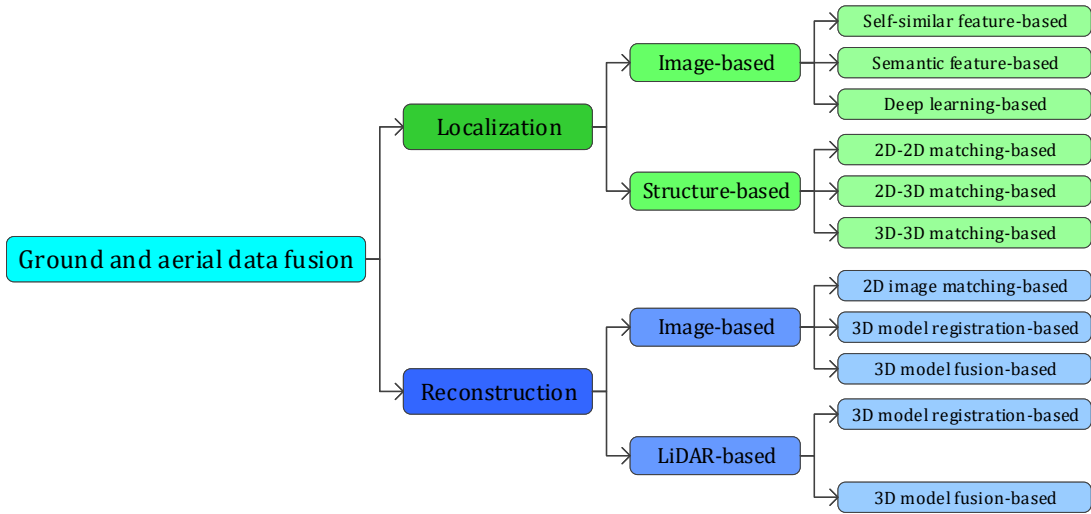 Ground and aerial data fusion
Localization
Image-based
Self-similar feature-based
Semantic feature-based
Deep learning-based
Structure-based
2D-2D matching-based
2D-3D matching-based
3D-3D matching-based
Reconstruction
Image-based
2D image matching-based
3D model registration-based
3D model fusion-based
LiDAR-based
3D model registration-based
3D model fusion-based